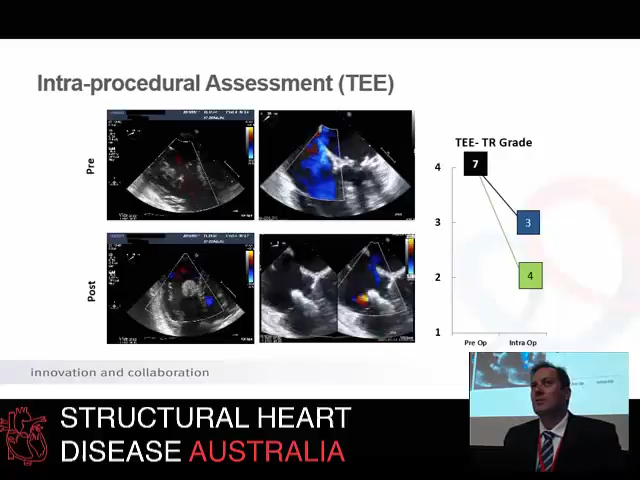 Intra-procedural Assessment (TEE)
Pre
Post
TEE- TR Grade
4
3
2
1
7
3
4
Pre Op
Intra Op
innovation and collaboration
STRUCTURAL HEART
DISEASE AUSTRALIA